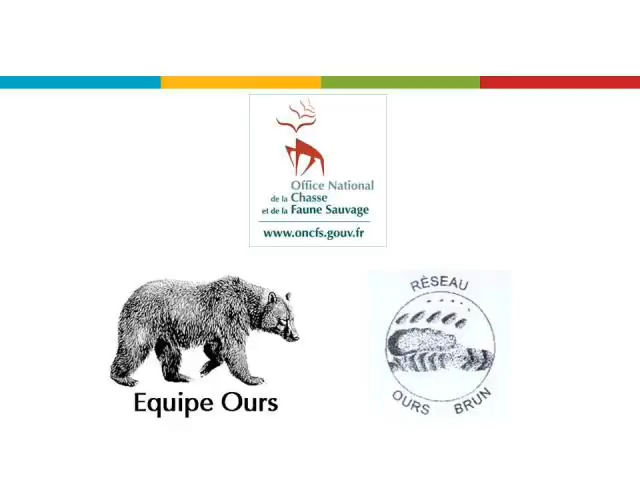 Office National
de la Chasse
et de la Faune Sauvage
www.oncfs.gouv.fr
Equipe Ours
RÈSEAU
OURS BRUN